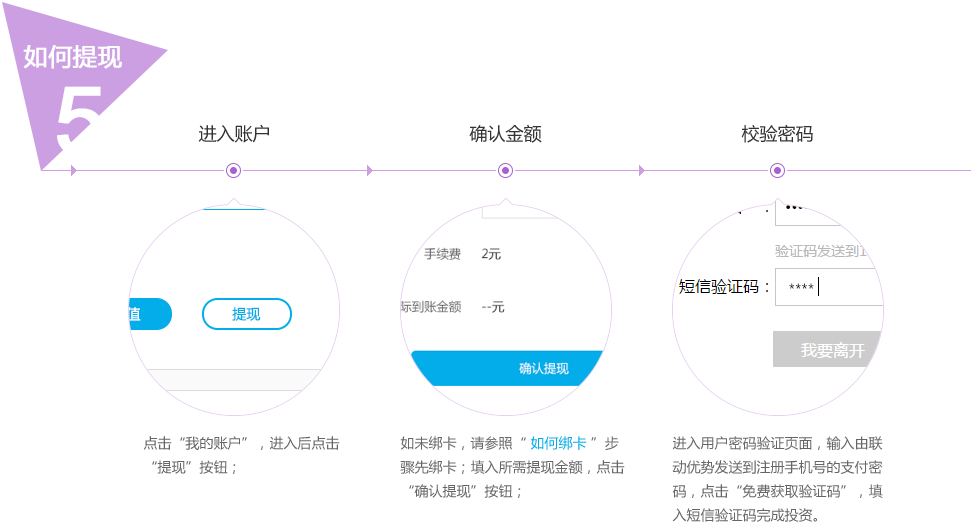 如何提现
5
进入账户
确认金额
校验密码
值
提现
手续费 2元
际到账金额 --元
确认提现
验证码发送到1
短信验证码： ****
我要离开
点击“我的账户”，进入后点击
“提现”按钮；
如未绑卡，请参照“ 如何绑卡 ”步
骤先绑卡；填入所需提现金额，点击
“确认提现”按钮；
进入用户密码验证页面，输入由联
动优势发送到注册手机号的支付密
码，点击“免费获取验证码”，填
入短信验证码完成投资。